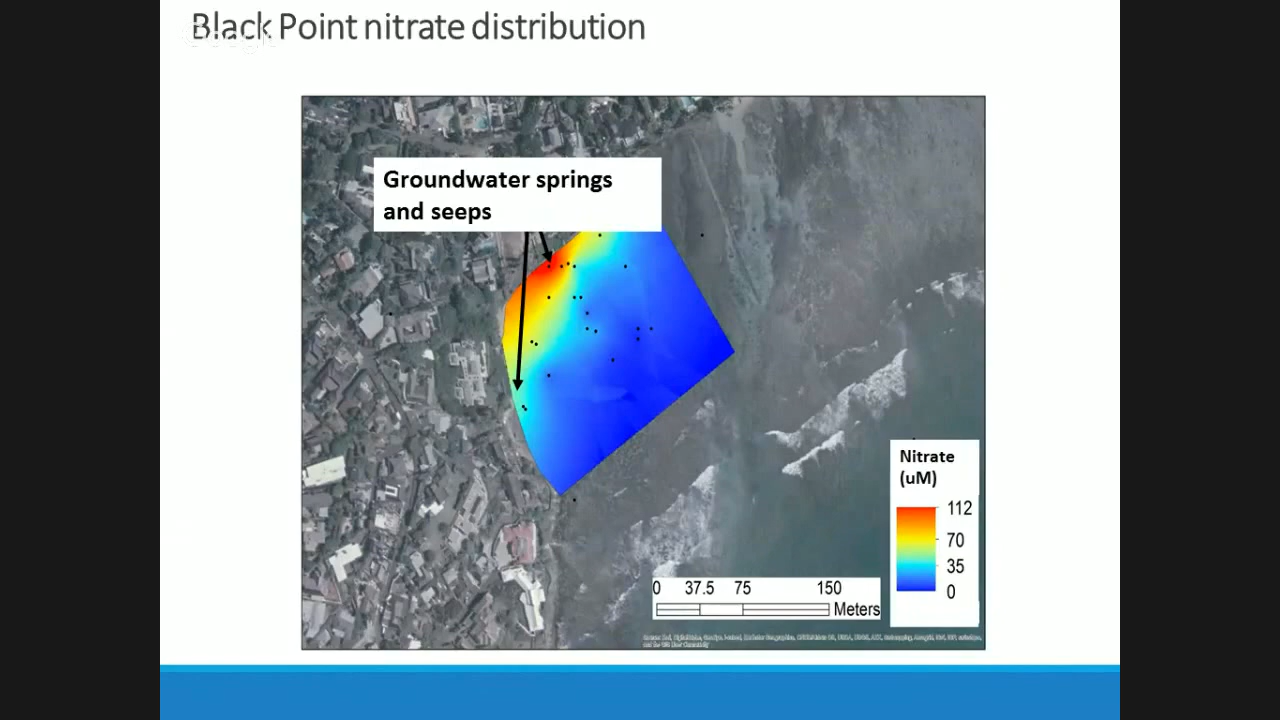 Black Point nitrate distribution
Google
Groundwater springs
and seeps
Nitrate
(uM)
112
70
35
0
0 37.5 75 150
Meters